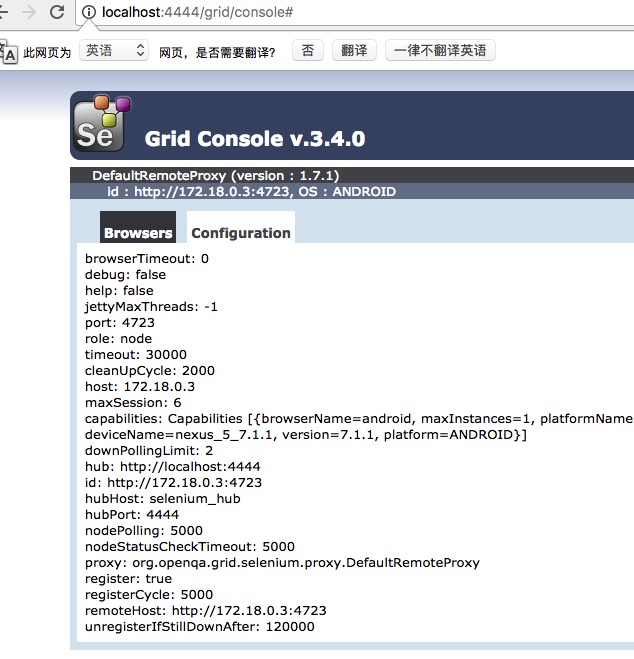 localhost:4444/grid/console#
此网页为 英语 网页，是否需要翻译? 否 翻译 一律不翻译英语
Se Grid Console v.3.4.0
DefaultRemoteProxy (version : 1.7.1)
id : http://172.18.0.3:4723, OS : ANDROID
Browsers Configuration
browserTimeout: 0
debug: false
help: false
jettyMaxThreads: -1
port: 4723
role: node
timeout: 30000
cleanUpCycle: 2000
host: 172.18.0.3
maxSession: 6
capabilities: Capabilities [{browserName=android, maxInstances=1, platformName
deviceName=nexus_5_7.1.1, version=7.1.1, platform=ANDROID}]
downPollingLimit: 2
hub: http://localhost:4444
id: http://172.18.0.3:4723
hubHost: selenium_hub
hubPort: 4444
nodePolling: 5000
nodeStatusCheckTimeout: 5000
proxy: org.openqa.grid.selenium.proxy.DefaultRemoteProxy
register: true
registerCycle: 5000
remoteHost: http://172.18.0.3:4723
unregisterIfStillDownAfter: 120000